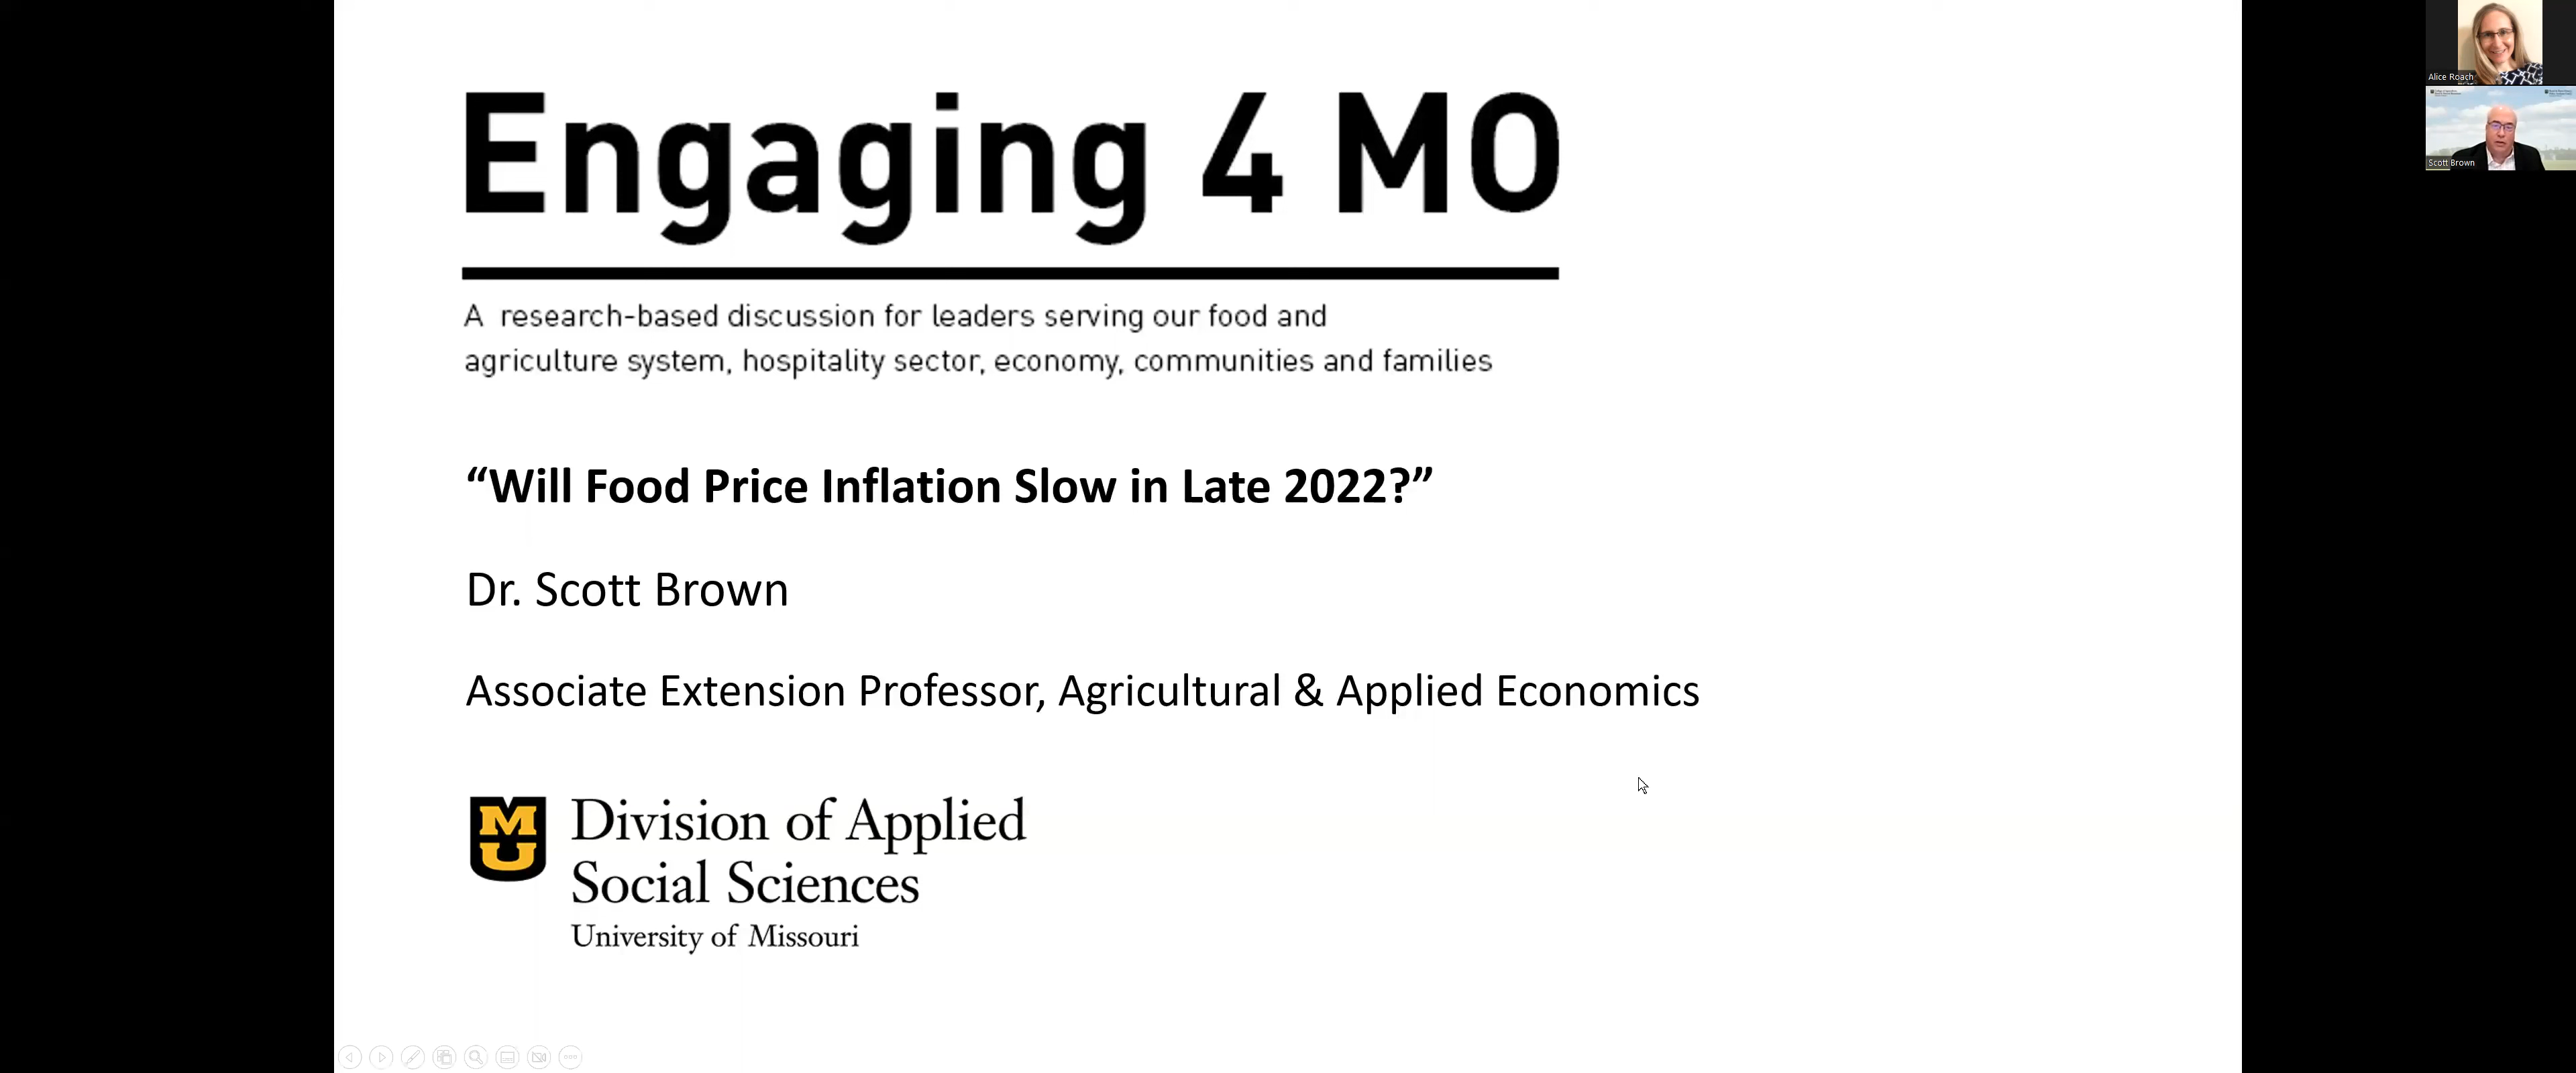 Engaging 4 MO
A research-based discussion for leaders serving our food and
agriculture system, hospitality sector, economy, communities and families
“Will Food Price Inflation Slow in Late 2022?”
Dr. Scott Brown
Associate Extension Professor, Agricultural & Applied Economics
MU
Division of Applied
Social Sciences
University of Missouri
Alice Roach
Scott Brown